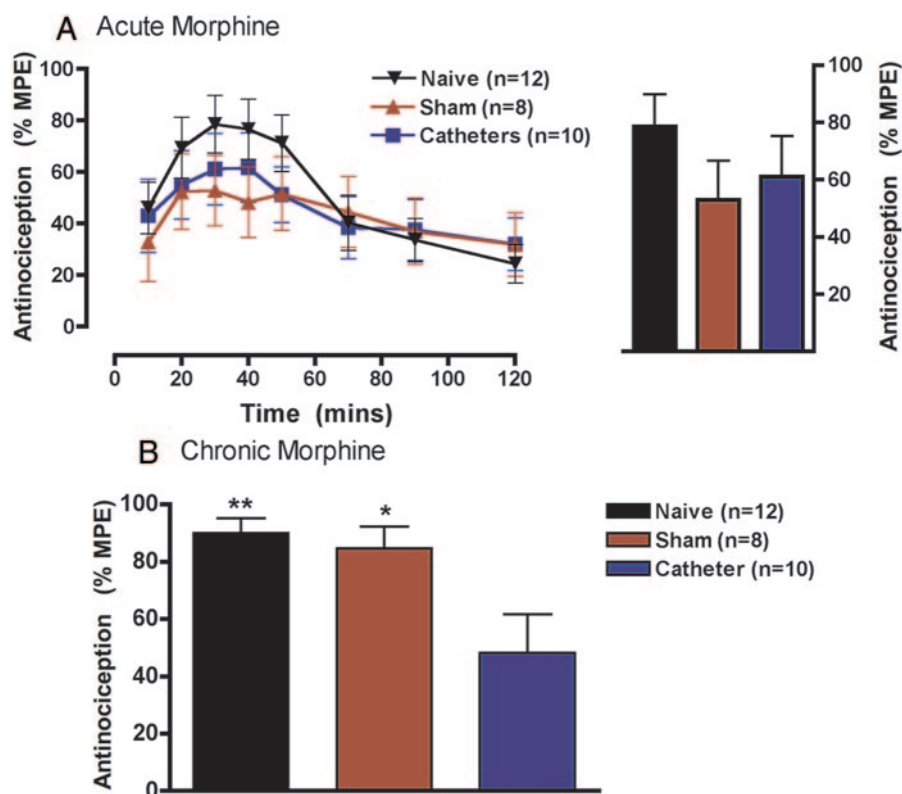 A Acute Morphine
Antinociception (% MPE)
100
80
60
40
20
0
Naive (n=12)
Sham (n=8)
Catheters (n=10)
0 20 40 60 80 100 120
Time (mins)
100
80
60
40
20
Antinociception (% MPE)
B Chronic Morphine
Antinociception (% MPE)
100
80
60
40
20
0
** *
Naive (n=12)
Sham (n=8)
Catheter (n=10)